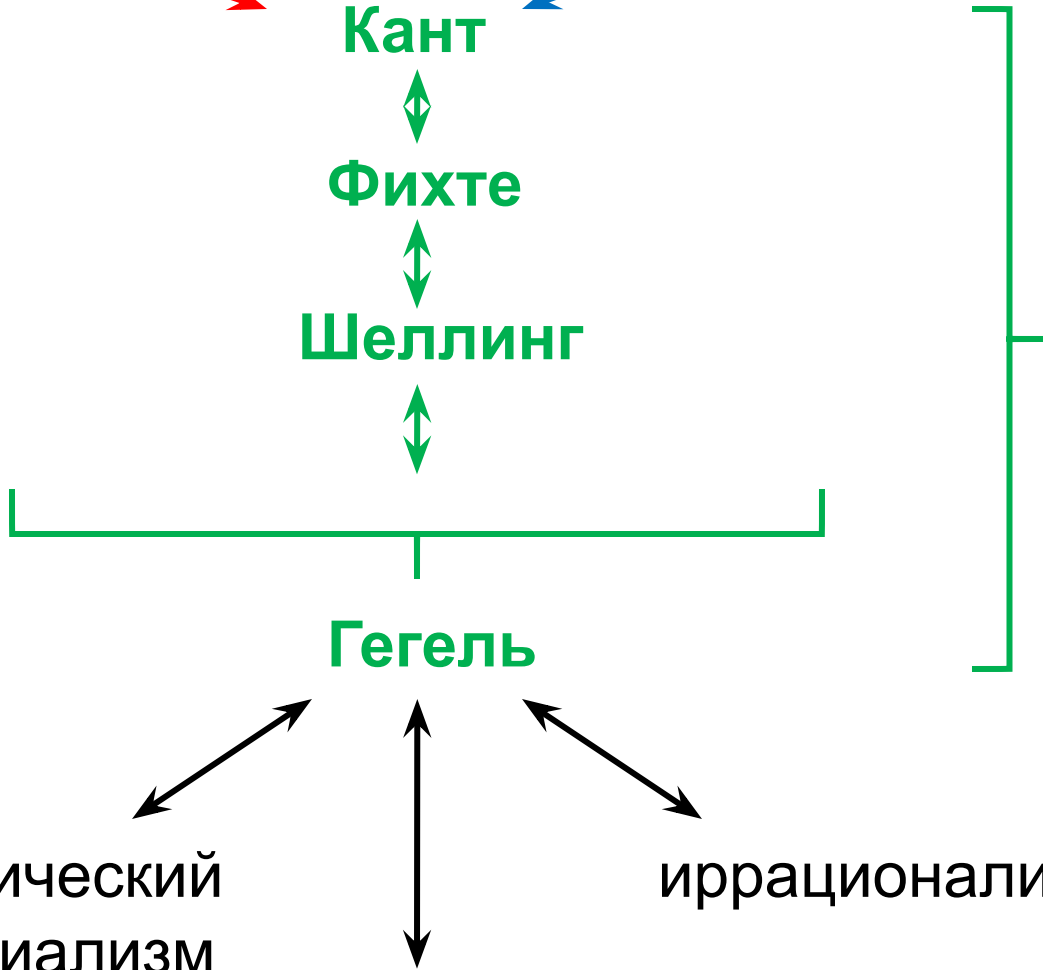 Кант
Фихте
Шеллинг
Гегель
ический
иррационали
иализм